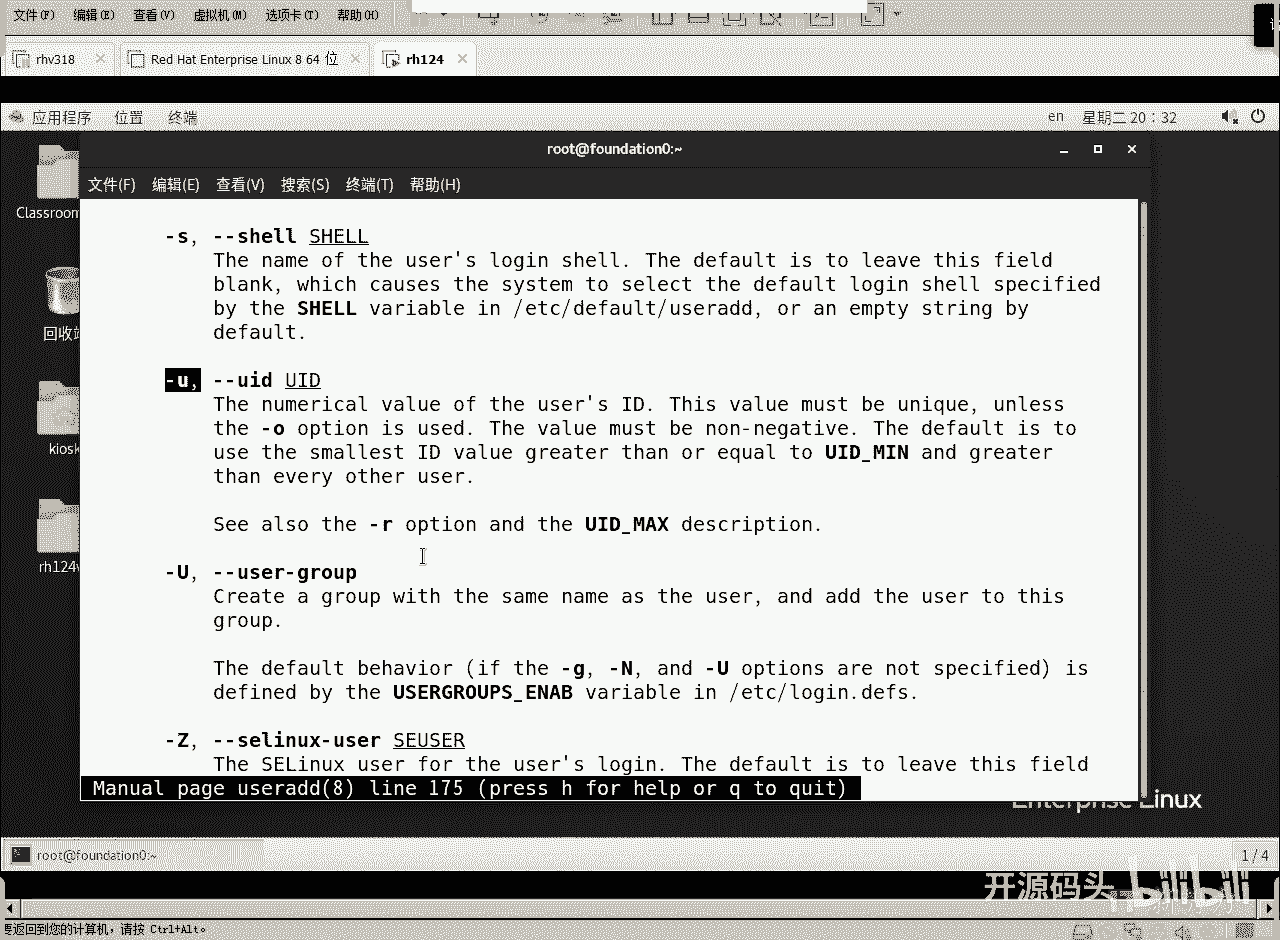 文件(F) 编辑(E) 查看(V) 虚拟机(M) 选项卡(T) 帮助(H)
rhv318 Red Hat Enterprise Linux 8 64 位 rh124
应用程序 位置 终端 en 星期二 20：32
root@foundation0:~
文件(F) 编辑(E) 查看(V) 搜索(S) 终端(T) 帮助(H)
Classroom
回收站
kiosk
rh124
-s, --shell SHELL
The name of the user's login shell. The default is to leave this field
blank, which causes the system to select the default login shell specified
by the SHELL variable in /etc/default/useradd, or an empty string by
default.
-u, --uid UID
The numerical value of the user's ID. This value must be unique, unless
the -o option is used. The value must be non-negative. The default is to
use the smallest ID value greater than or equal to UID_MIN and greater
than every other user.
See also the -r option and the UID_MAX description.
-U, --user-group
Create a group with the same name as the user, and add the user to this
group.
The default behavior (if the -g, -N, and -U options are not specified) is
defined by the USERGROUPS_ENAB variable in /etc/login.defs.
-Z, --selinux-user SEUSER
The SELinux user for the user's login. The default is to leave this field
Manual page useradd(8) line 175 (press h for help or q to quit)
Enterprise Linux
root@foundation0:~ 1 / 4
开源码头 bilibili
要返回到您的计算机，请按 Ctrl+Alt。